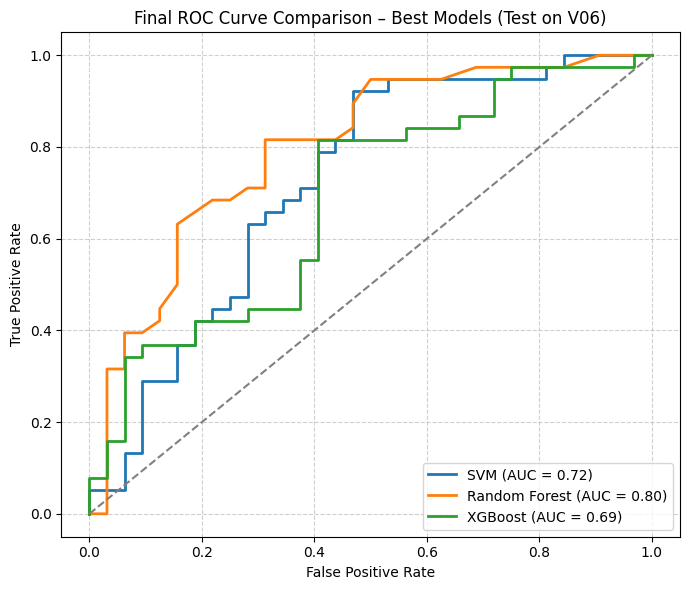 Final ROC Curve Comparison – Best Models (Test on V06)
1.0
0.8
0.6
0.4
0.2
0.0
True Positive Rate
0.0 0.2 0.4 0.6 0.8 1.0
False Positive Rate
SVM (AUC = 0.72)
Random Forest (AUC = 0.80)
XGBoost (AUC = 0.69)